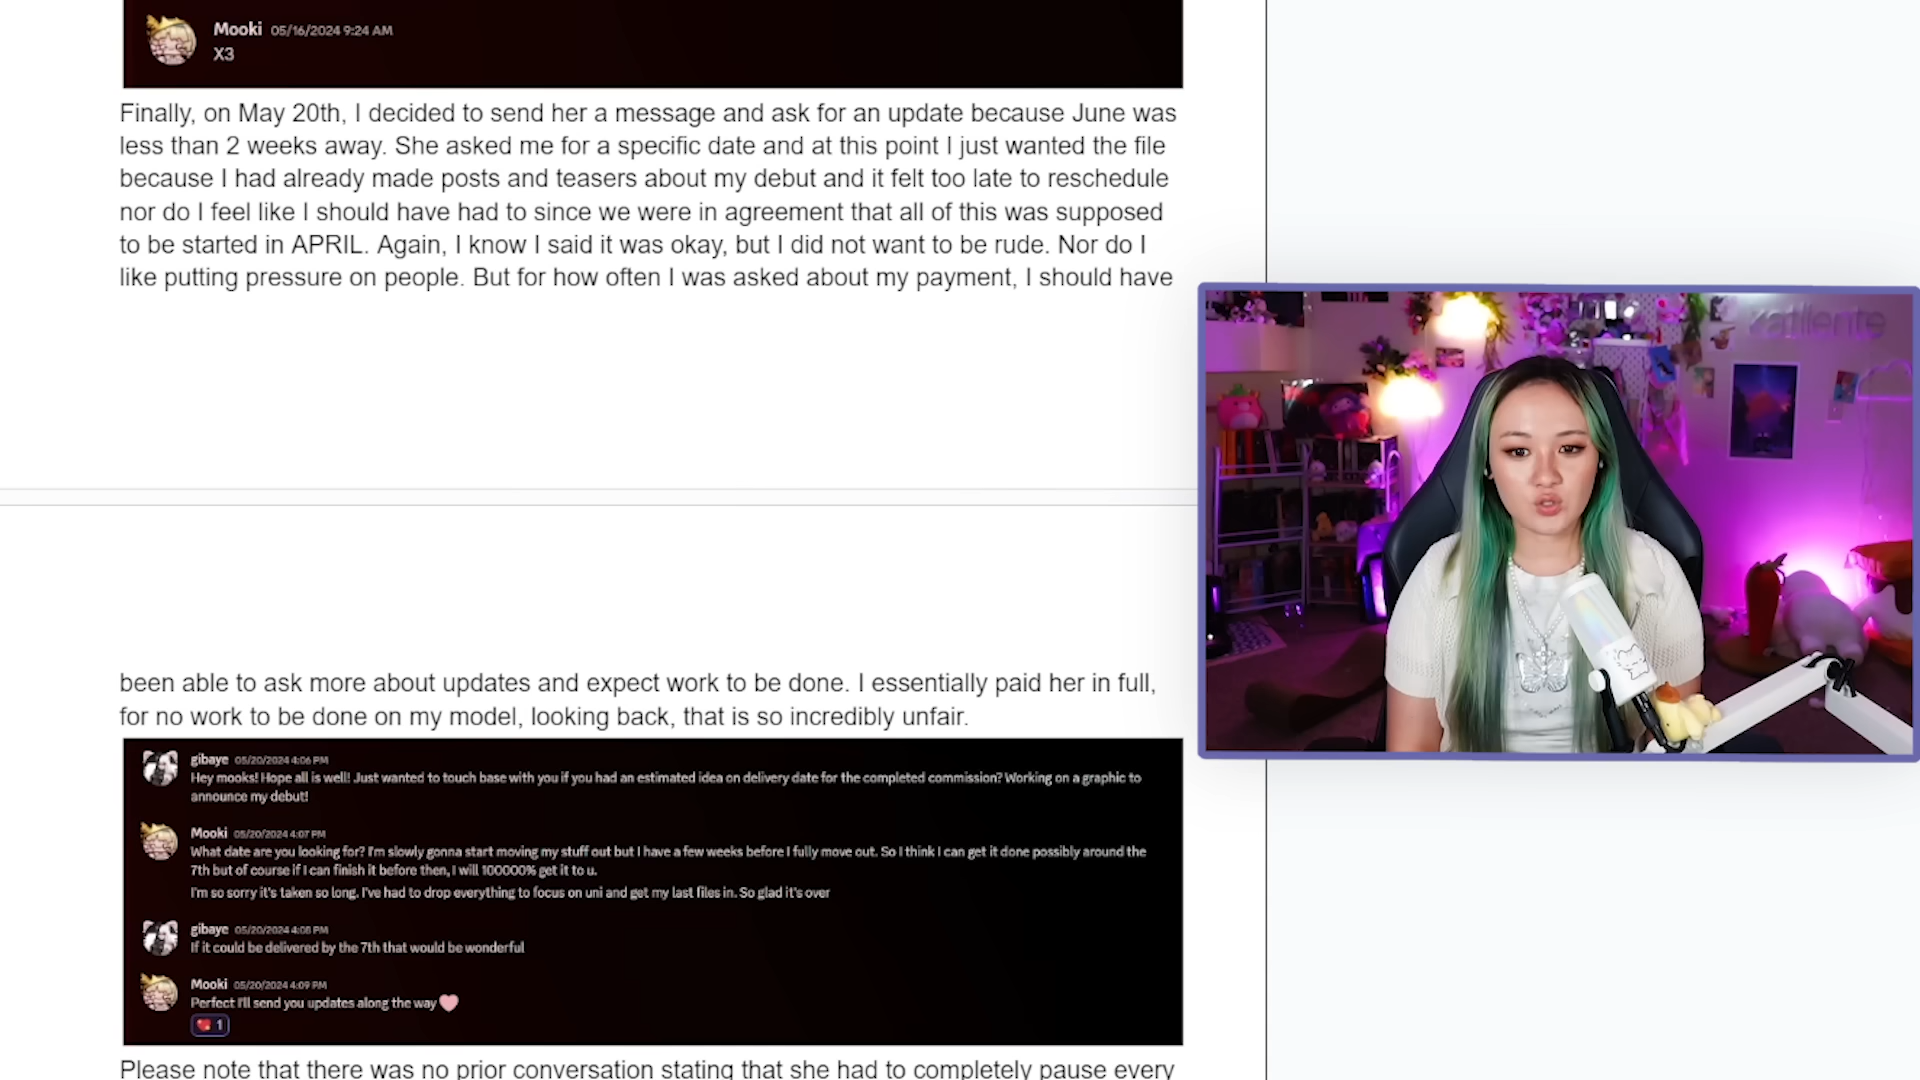 Mooki 05/16/2024 9:24 AM
X3
Finally, on May 20th, I decided to send her a message and ask for an update because June was
less than 2 weeks away. She asked me for a specific date and at this point I just wanted the file
because I had already made posts and teasers about my debut and it felt too late to reschedule
nor do I feel like I should have had to since we were in agreement that all of this was supposed
to be started in APRIL. Again, I know I said it was okay, but I did not want to be rude. Nor do I
like putting pressure on people. But for how often I was asked about my payment, I should have
been able to ask more about updates and expect work to be done. I essentially paid her in full,
for no work to be done on my model, looking back, that is so incredibly unfair.
gibaye 05/20/2024 4:06 PM
Hey mooks! Hope all is well! Just wanted to touch base with you if you had an estimated idea on delivery date for the completed commission? Working on a graphic to
announce my debut!
Mooki 05/20/2024 4:07 PM
What date are you looking for? I'm slowly gonna start moving my stuff out but I have a few weeks before I fully move out. So I think I can get it done possibly around the
7th but of course if I can finish it before then, I will 100000% get it to u.
I'm so sorry it's taken so long. I've had to drop everything to focus on uni and get my last files in. So glad it's over
gibaye 05/20/2024 4:08 PM
If it could be delivered by the 7th that would be wonderful
Mooki 05/20/2024 4:09 PM
Perfect I'll send you updates along the way
1
Please note that there was no prior conversation stating that she had to completely pause every